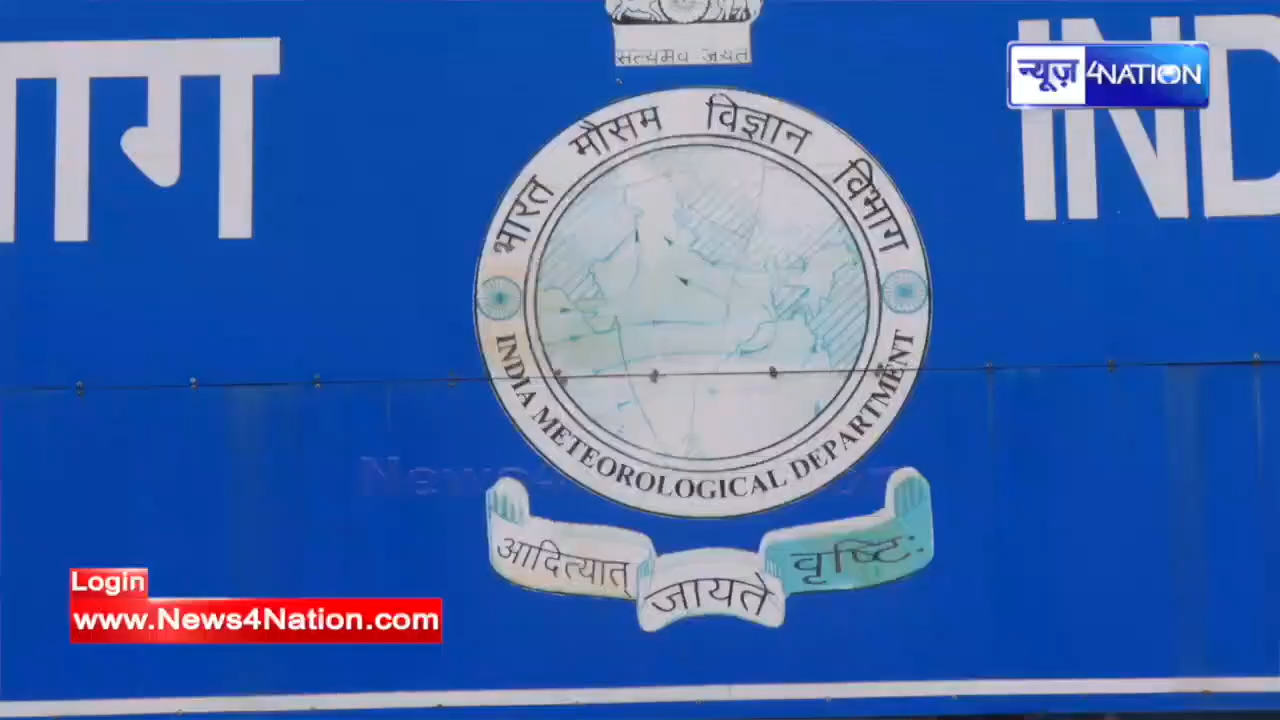 सत्यमेव जयते
ाग
IND
न्यूज़ 4NATION
भारत मौसम विज्ञान विभाग
INDIA METEOROLOGICAL DEPARTMENT
आदित्यात् जायते वृष्टि:
Login
www.News4Nation.com